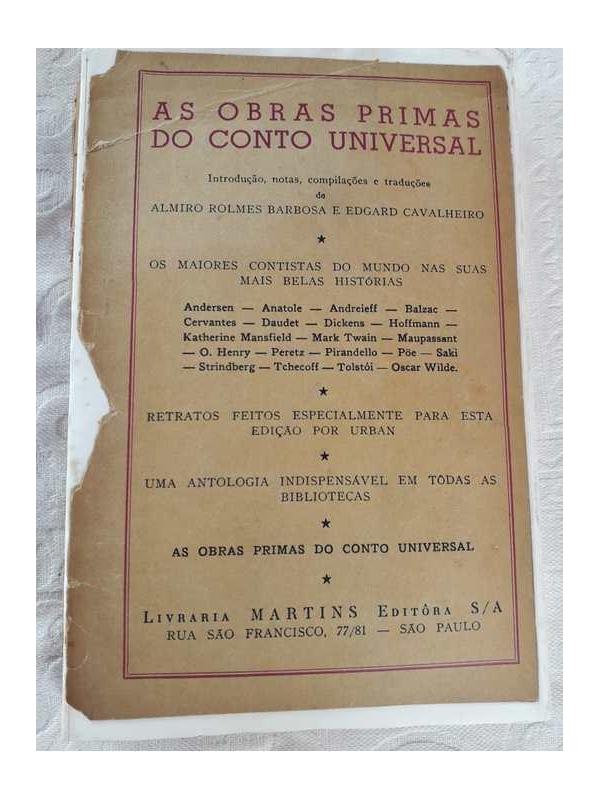 AS OBRAS PRIMAS
DO CONTO UNIVERSAL
Introdução, notas, compilações e traduções
de
ALMIRO ROLMES BARBOSA E EDGARD CAVALHEIRO
★
OS MAIORES CONTISTAS DO MUNDO NAS SUAS
MAIS BELAS HISTÓRIAS
Andersen — Anatole — Andreieff — Balzac —
Cervantes — Daudet — Dickens — Hoffmann —
Katherine Mansfield — Mark Twain — Maupassant
— O. Henry — Peretz — Pirandello — Pöe — Saki
— Strindberg — Tchecoff — Tolstói — Oscar Wilde.
★
RETRATOS FEITOS ESPECIALMENTE PARA ESTA
EDIÇÃO POR URBAN
★
UMA ANTOLOGIA INDISPENSÁVEL EM TÔDAS AS
BIBLIOTECAS
★
AS OBRAS PRIMAS DO CONTO UNIVERSAL
★
LIVRARIA MARTINS EDITÔRA S/A
RUA SÃO FRANCISCO, 77/81 — SÃO PAULO